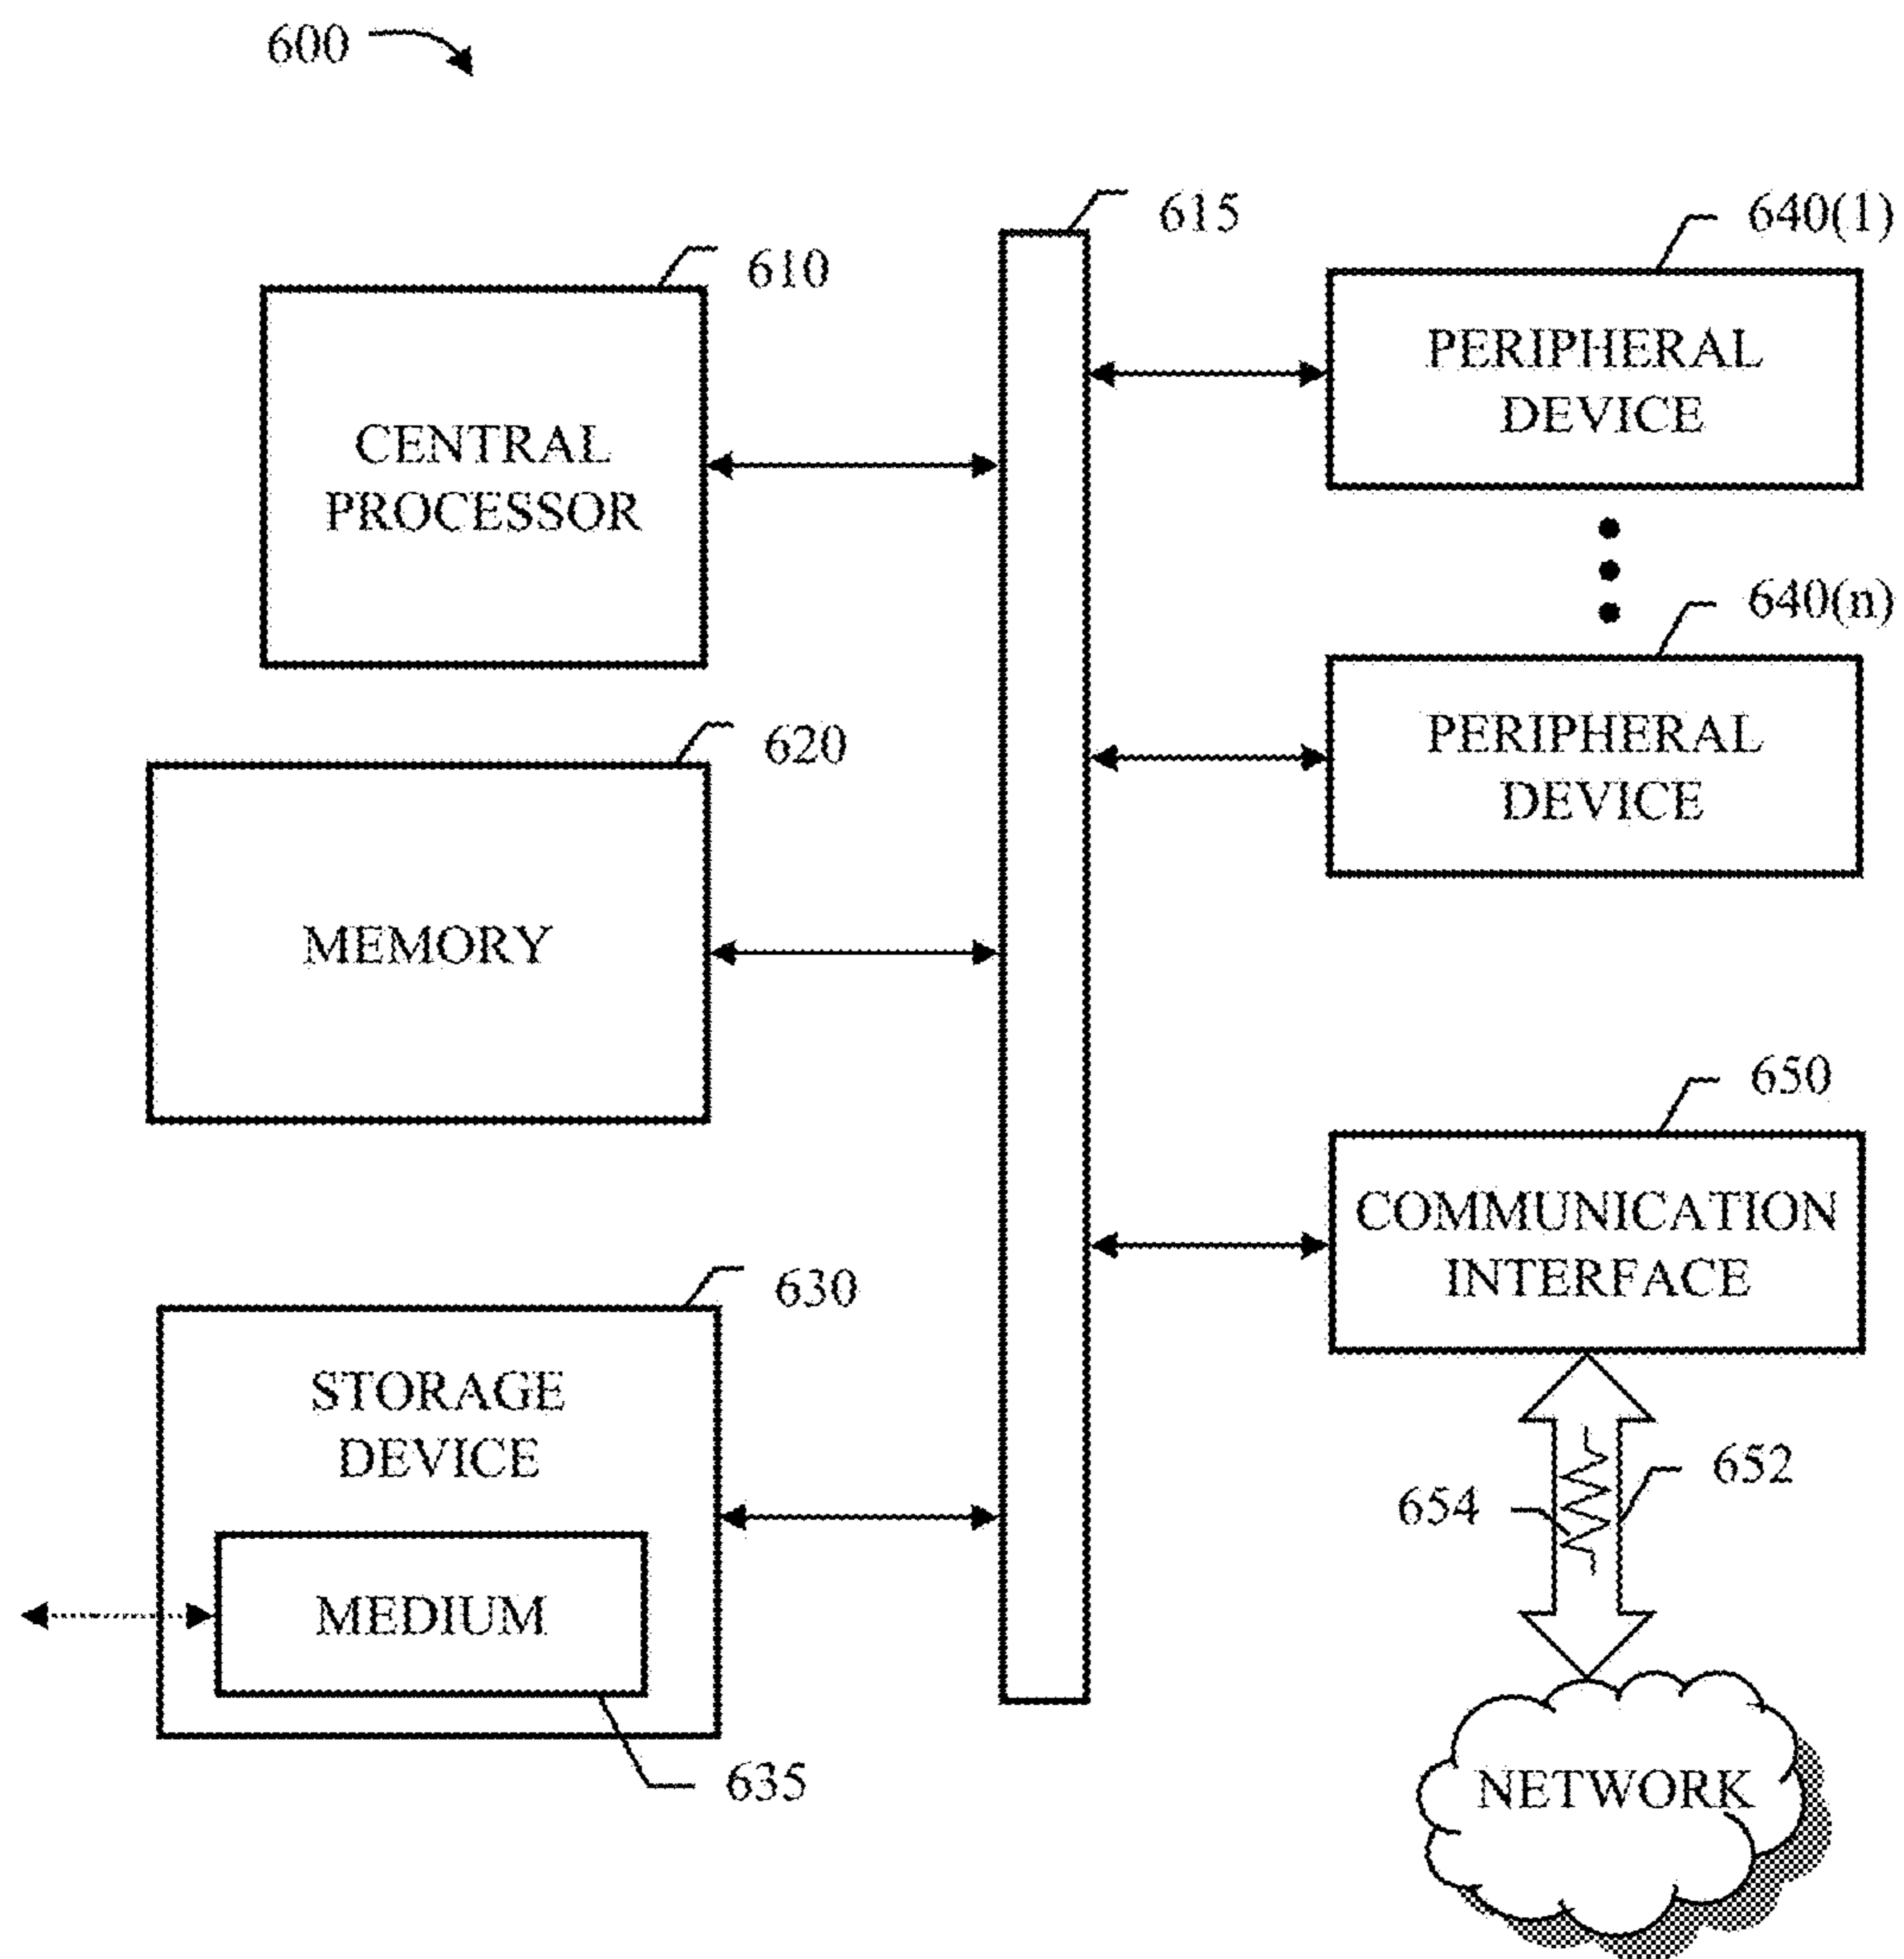 600
615
640(1)
610
PERIPHERAL
DEVICE
CENTRAL
PROCESSOR
640(n)
620
PERIPHERAL
DEVICE
MEMORY
650
COMMUNICATION
INTERFACE
630
STORAGE
DEVICE
652
654
MEDIUM
635
NETWORK